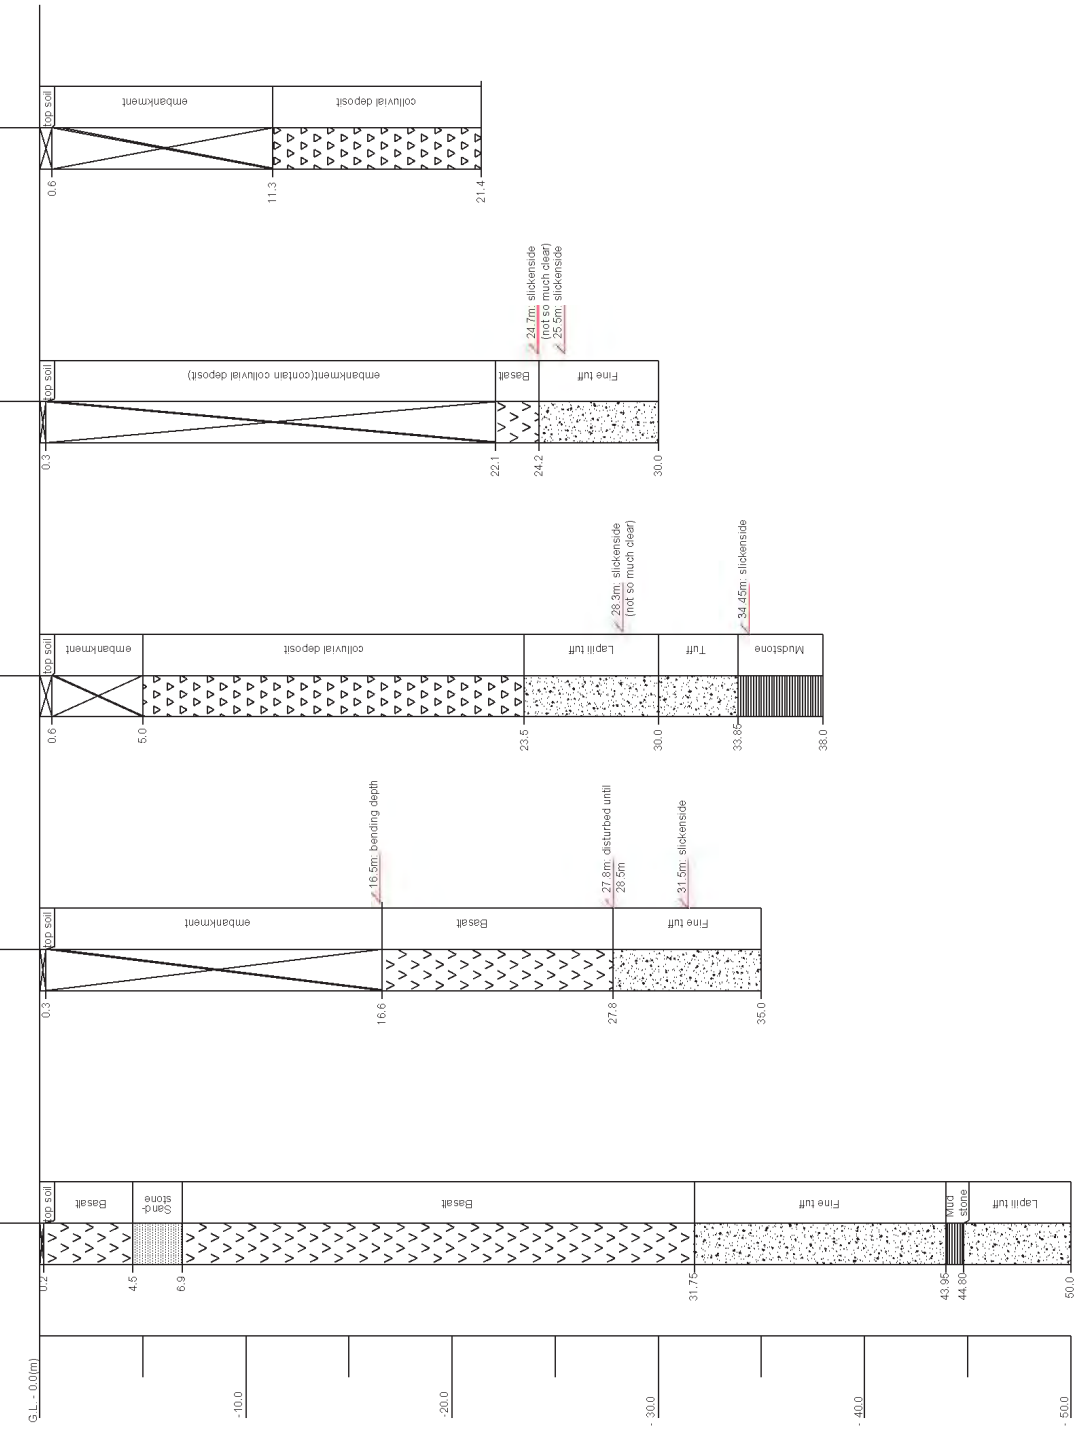 G.L. - 0.0(m)
-10.0
-20.0
- 30.0
- 40.0
- 50.0
top soil
Basalt
Sand-
stone
Basalt
Fine tuff
Mud
stone
Lapili tuff
0.2
4.5
6.9
31.75
43.95
44.80
50.0
top soil
embankment
Basalt
Fine tuff
16.5m: bending depth
27.8m: disturbed until
28.5m
31.5m: slickenside
0.3
16.6
27.8
35.0
top soil
embankment
colluvial deposit
Lapili tuff
Tuff
Mudstone
28.3m: slickenside
(not so much clear)
34.45m: slickenside
0.6
5.0
23.5
30.0
33.85
38.0
top soil
embankment(contain colluvial deposit)
Basalt
Fine tuff
24.7m: slickenside
(not so much clear)
25.5m: slickenside
0.3
22.1
24.2
30.0
top soil
embankment
colluvial deposit
0.6
11.3
21.4